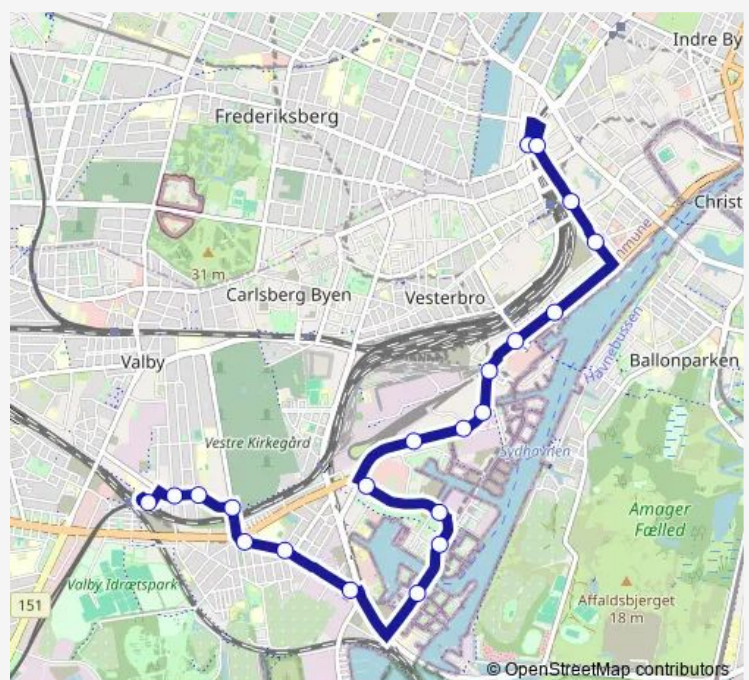 Indre By
Frederiksberg
Christ
mmune
31 m
Carlsberg Byen
Vesterbro
Havnebussen
Valby
Ballonparken
Vestre Kirkegård
Sydhavnen
Amager
Fælled
Valby Idrætspark
151
Affaldsbjerget
18 m
© OpenStreetMap contributors